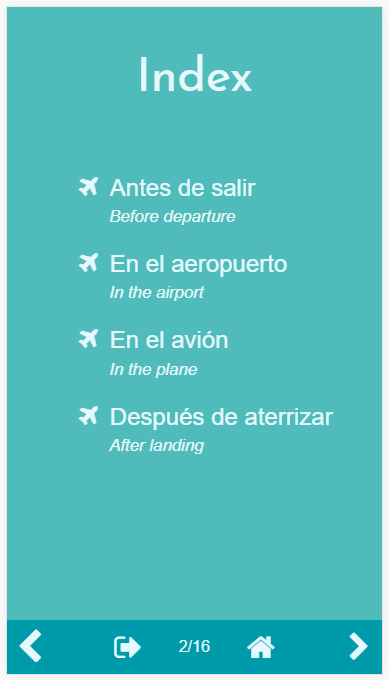 Index
Antes de salir
Before departure
En el aeropuerto
In the airport
En el avión
In the plane
Después de aterrizar
After landing
2/16